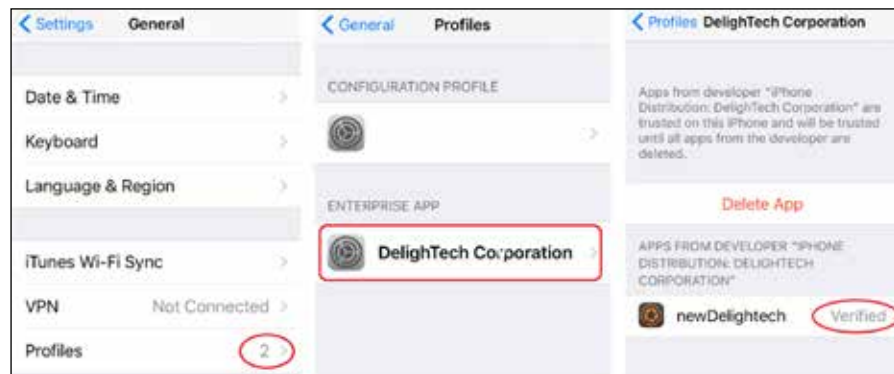 Settings General
Date & Time
Keyboard
Language & Region
iTunes Wi-Fi Sync
VPN Not Connected
Profiles 2
General Profiles
CONFIGURATION PROFILE
ENTERPRISE APP
DelighTech Corporation
Profiles DelighTech Corporation
Apps from developer "iPhone
Distribution: DelighTech Corporation" are
trusted on this iPhone and will be trusted
until all apps from the developer are
deleted.
Delete App
APPS FROM DEVELOPER "IPHONE
DISTRIBUTION: DELIGHTECH
CORPORATION"
newDelightech Verified